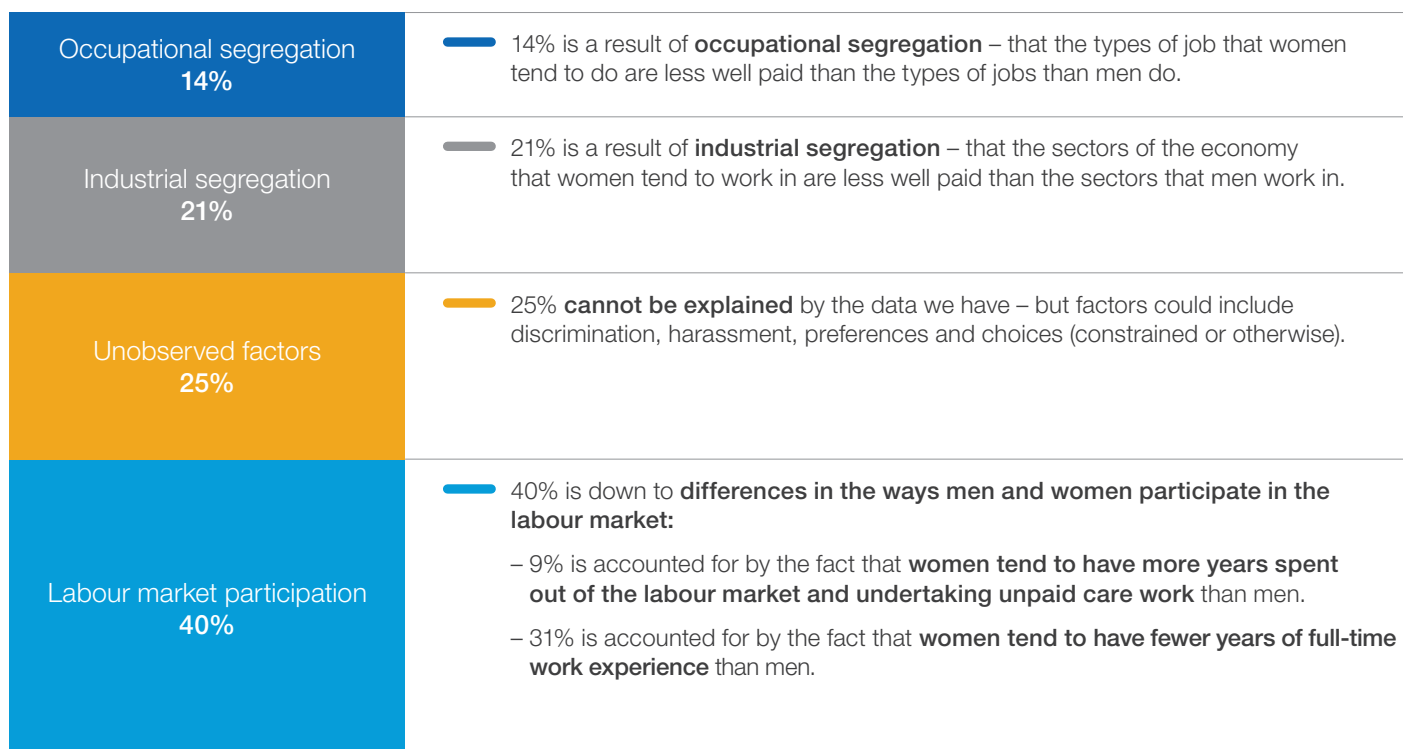 Occupational segregation
14%
14% is a result of occupational segregation – that the types of job that women
tend to do are less well paid than the types of jobs than men do.
Industrial segregation
21%
21% is a result of industrial segregation – that the sectors of the economy
that women tend to work in are less well paid than the sectors that men work in.
Unobserved factors
25%
25% cannot be explained by the data we have – but factors could include
discrimination, harassment, preferences and choices (constrained or otherwise).
Labour market participation
40%
40% is down to differences in the ways men and women participate in the
labour market:
– 9% is accounted for by the fact that women tend to have more years spent
out of the labour market and undertaking unpaid care work than men.
– 31% is accounted for by the fact that women tend to have fewer years of full-time
work experience than men.